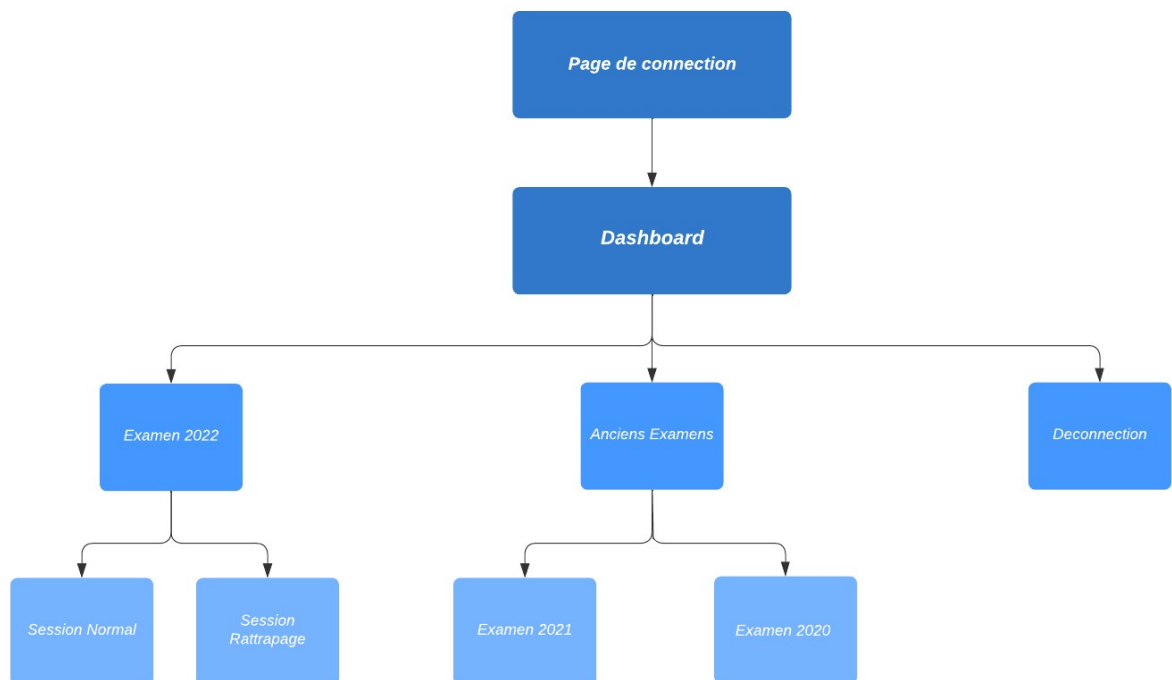 Page de connection
Dashboard
Examen 2022
Anciens Examens
Deconnection
Session Normal
Session
Rattrapage
Examen 2021
Examen 2020